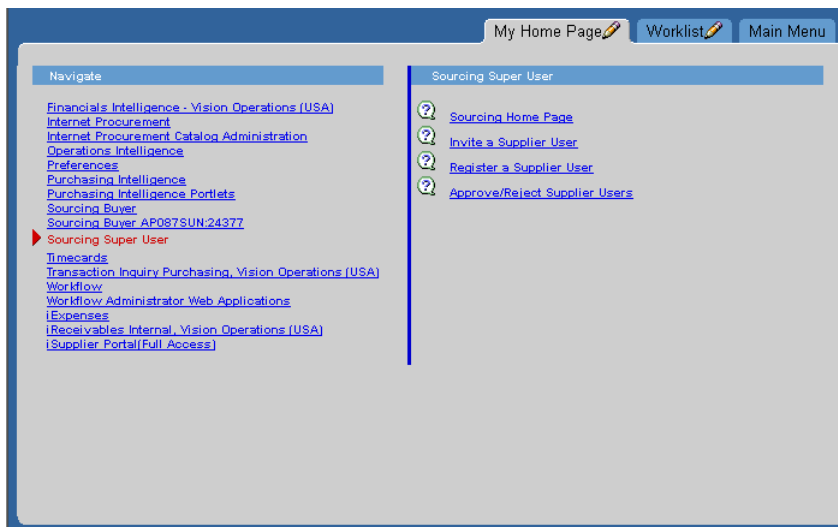 My Home Page Worklist Main Menu
Navigate
Financials Intelligence - Vision Operations (USA)
Internet Procurement
Internet Procurement Catalog Administration
Operations Intelligence
Preferences
Purchasing Intelligence
Purchasing Intelligence Portlets
Sourcing Buyer
Sourcing Buyer AP087SUN:24377
Sourcing Super User
Timecards
Transaction Inquiry Purchasing, Vision Operations (USA)
Workflow
Workflow Administrator Web Applications
iExpenses
iReceivables Internal, Vision Operations (USA)
iSupplier Portal(Full Access)
Sourcing Super User
? Sourcing Home Page
? Invite a Supplier User
? Register a Supplier User
? Approve/Reject Supplier Users